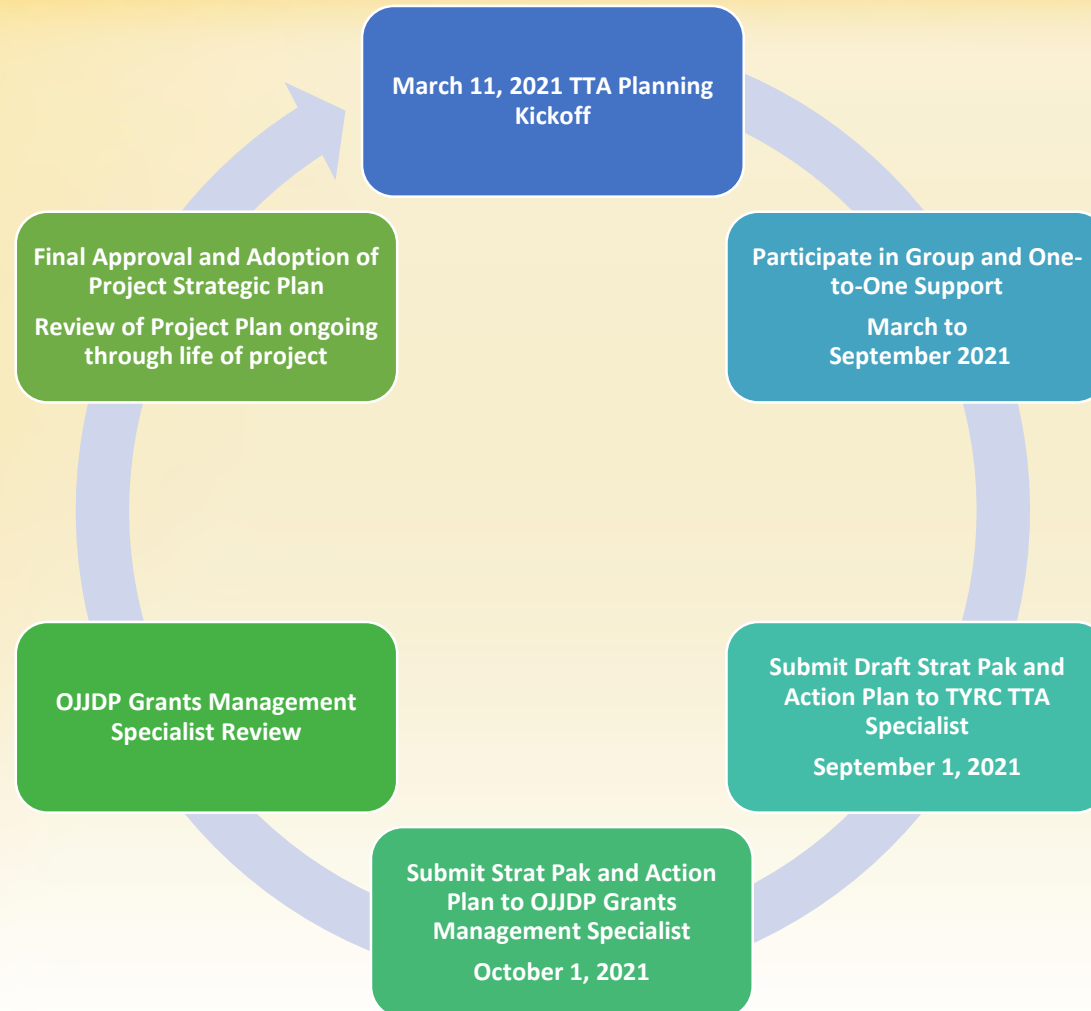 March 11, 2021 TTA Planning
Kickoff
Participate in Group and One-
to-One Support
March to
September 2021
Submit Draft Strat Pak and
Action Plan to TYRC TTA
Specialist
September 1, 2021
Submit Strat Pak and Action
Plan to OJJDP Grants
Management Specialist
October 1, 2021
OJJDP Grants Management
Specialist Review
Final Approval and Adoption of
Project Strategic Plan
Review of Project Plan ongoing
through life of project